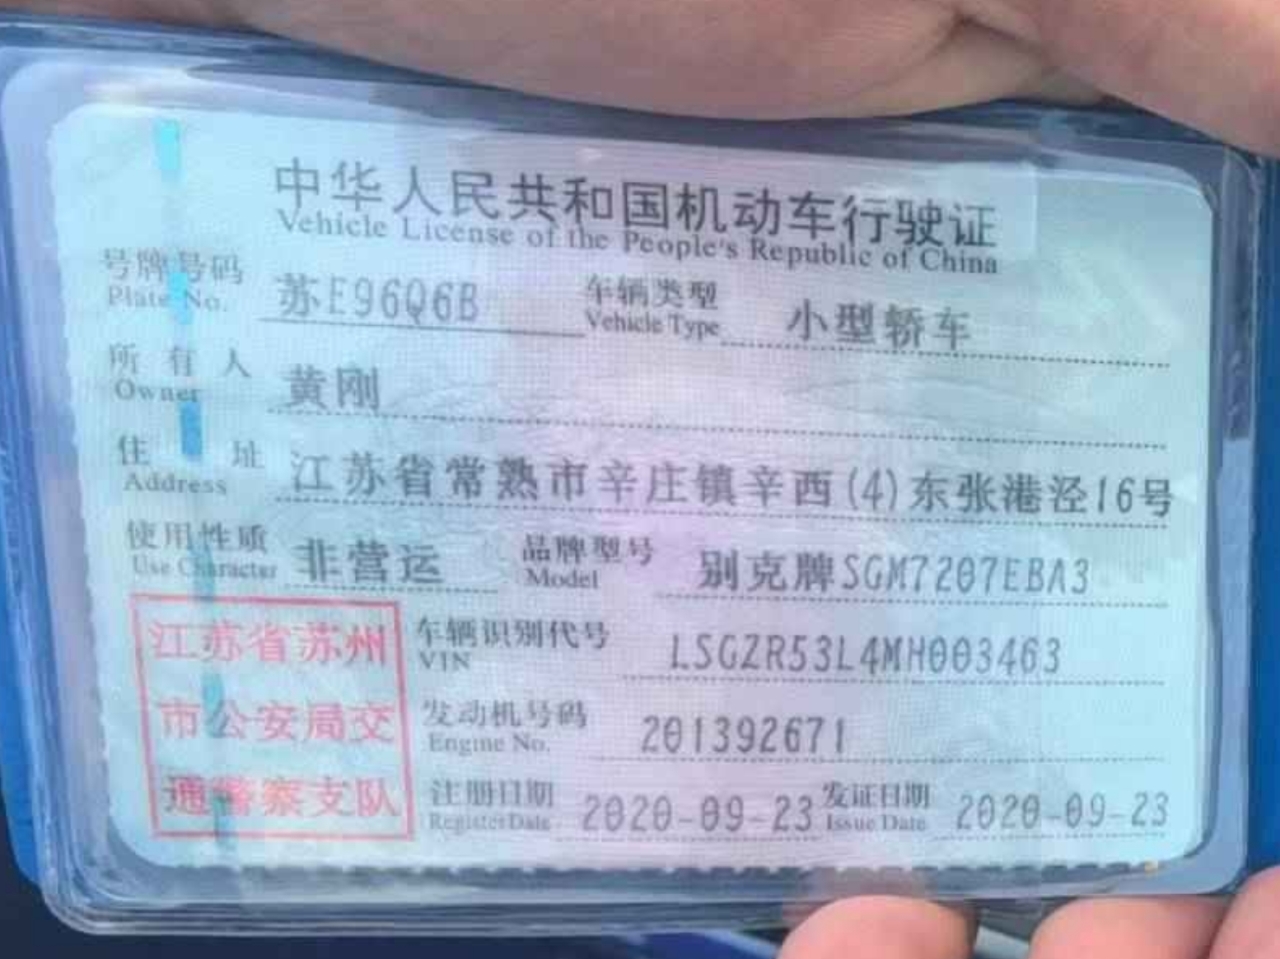 中华人民共和国机动车行驶证
Vehicle License of the People's Republic of China
号牌号码 苏E96Q6B 车辆类型 小型轿车
Plate No. Vehicle Type
所有人 黄刚
Owner
住址 江苏省常熟市辛庄镇辛西(4)东张港泾16号
Address
使用性质 非营运 品牌型号 别克牌SGM7207EBA3
Use Character Model
江苏省苏州 车辆识别代号 LSGZR53L4MH003463
VIN
市公安局交 发动机号码 201392671
Engine No.
通警察支队 注册日期 2020-09-23 发证日期 2020-09-23
Register Date Issue Date